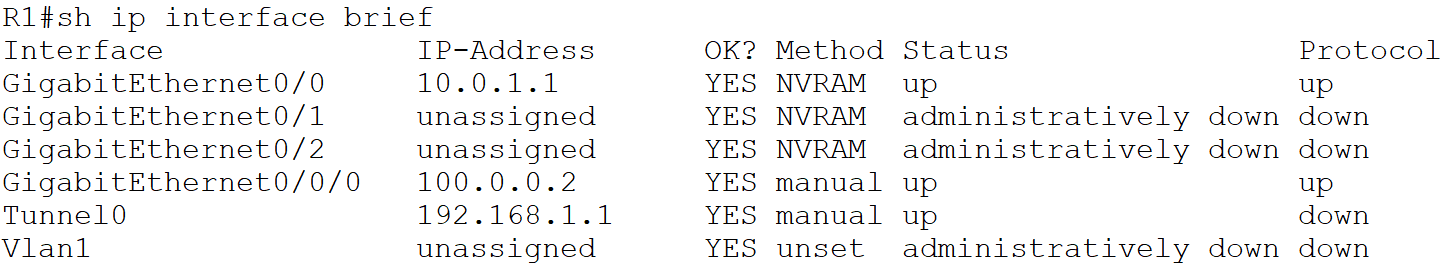 R1#sh ip interface brief
Interface              IP-Address      OK? Method Status                Protocol
GigabitEthernet0/0     10.0.1.1        YES NVRAM  up                    up
GigabitEthernet0/1     unassigned      YES NVRAM  administratively down down
GigabitEthernet0/2     unassigned      YES NVRAM  administratively down down
GigabitEthernet0/0/0   100.0.0.2       YES manual up                    up
Tunnel0                192.168.1.1     YES manual up                    down
Vlan1                  unassigned      YES unset  administratively down down